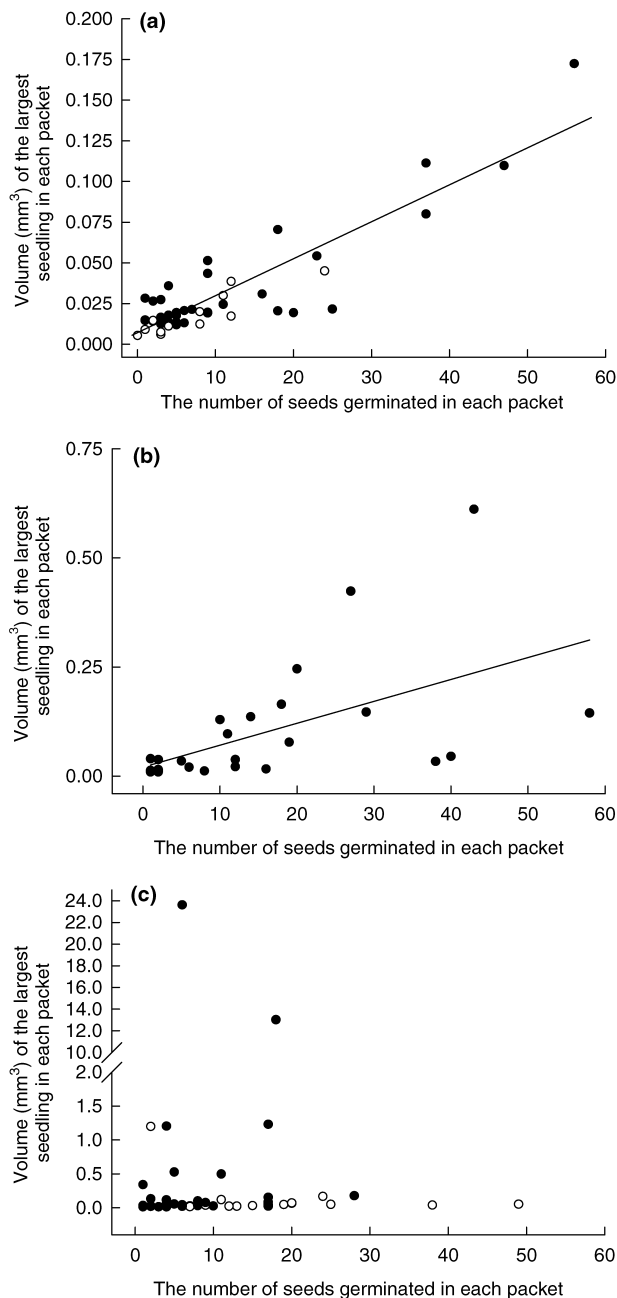 (a)
0.200
0.175
0.150
0.125
0.100
0.075
0.050
0.025
0.000
Volume (mm³) of the largest
seedling in each packet
0 10 20 30 40 50 60
The number of seeds germinated in each packet
(b)
0.75
0.50
0.25
0.00
Volume (mm³) of the largest
seedling in each packet
0 10 20 30 40 50 60
The number of seeds germinated in each packet
(c)
24.0
22.0
20.0
18.0
16.0
14.0
12.0
10.0
2.0
1.5
1.0
0.5
0.0
Volume (mm³) of the largest
seedling in each packet
0 10 20 30 40 50 60
The number of seeds germinated in each packet